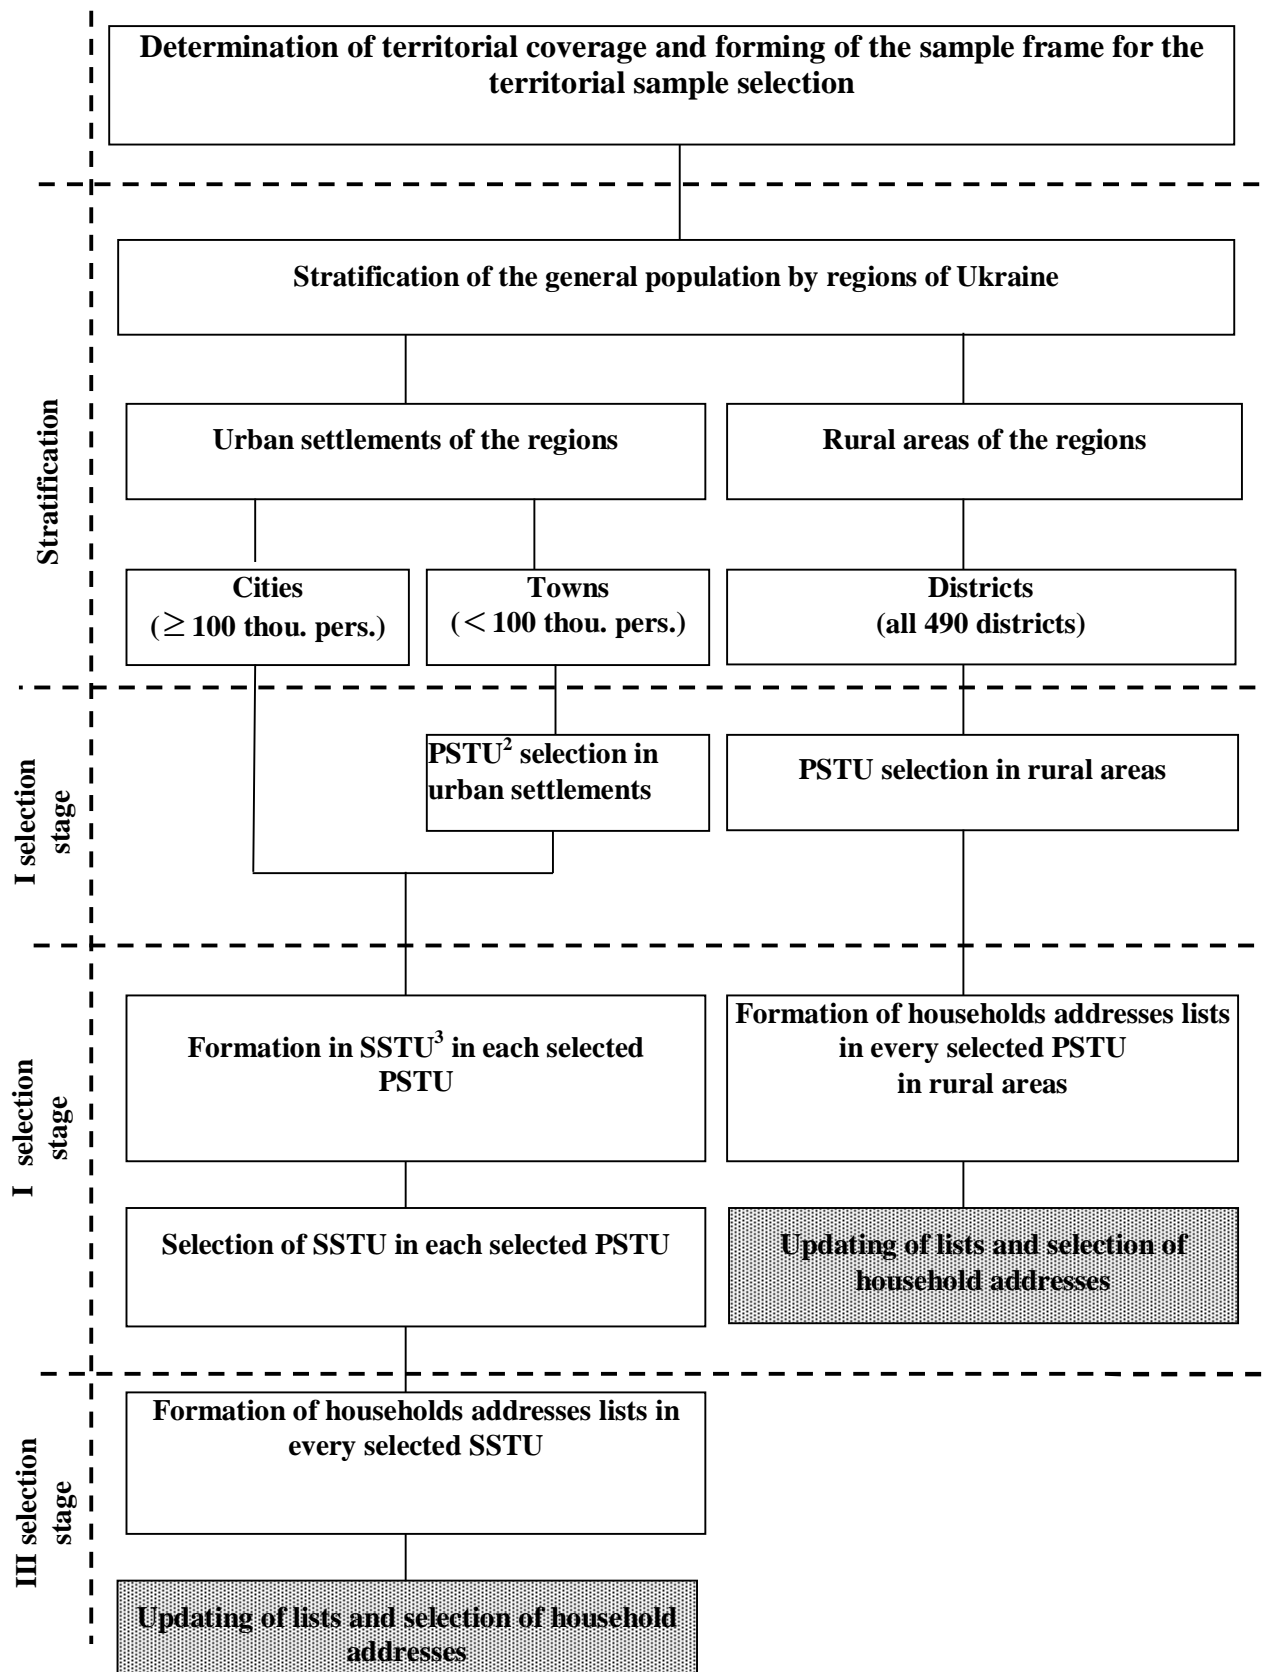 Determination of territorial coverage and forming of the sample frame for the
territorial sample selection
Stratification of the general population by regions of Ukraine
Stratification
Urban settlements of the regions
Rural areas of the regions
Cities
(≥ 100 thou. pers.)
Towns
(< 100 thou. pers.)
Districts
(all 490 districts)
I selection
stage
PSTU² selection in
urban settlements
PSTU selection in rural areas
I selection
stage
Formation in SSTU³ in each selected
PSTU
Formation of households addresses lists
in every selected PSTU
in rural areas
Selection of SSTU in each selected PSTU
Updating of lists and selection of
household addresses
III selection
stage
Formation of households addresses lists in
every selected SSTU
Updating of lists and selection of household
addresses